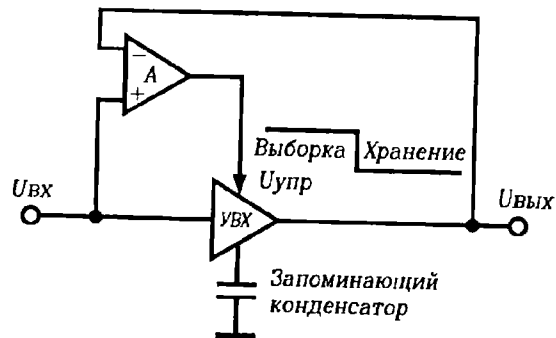 −
A
+
Выборка Хранение
Uупр
Uвх
УВХ
Uвых
Запоминающий
конденсатор